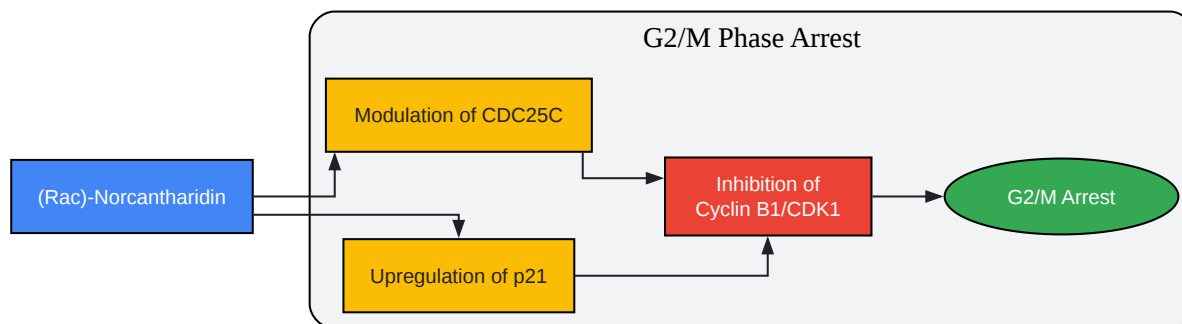 G2/M Phase Arrest
Modulation of CDC25C
(Rac)-Norcantharidin
Inhibition of
Cyclin B1/CDK1
G2/M Arrest
Upregulation of p21